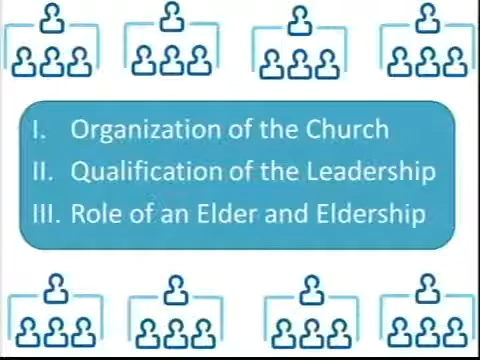 I. Organization of the Church
II. Qualification of the Leadership
III. Role of an Elder and Eldership